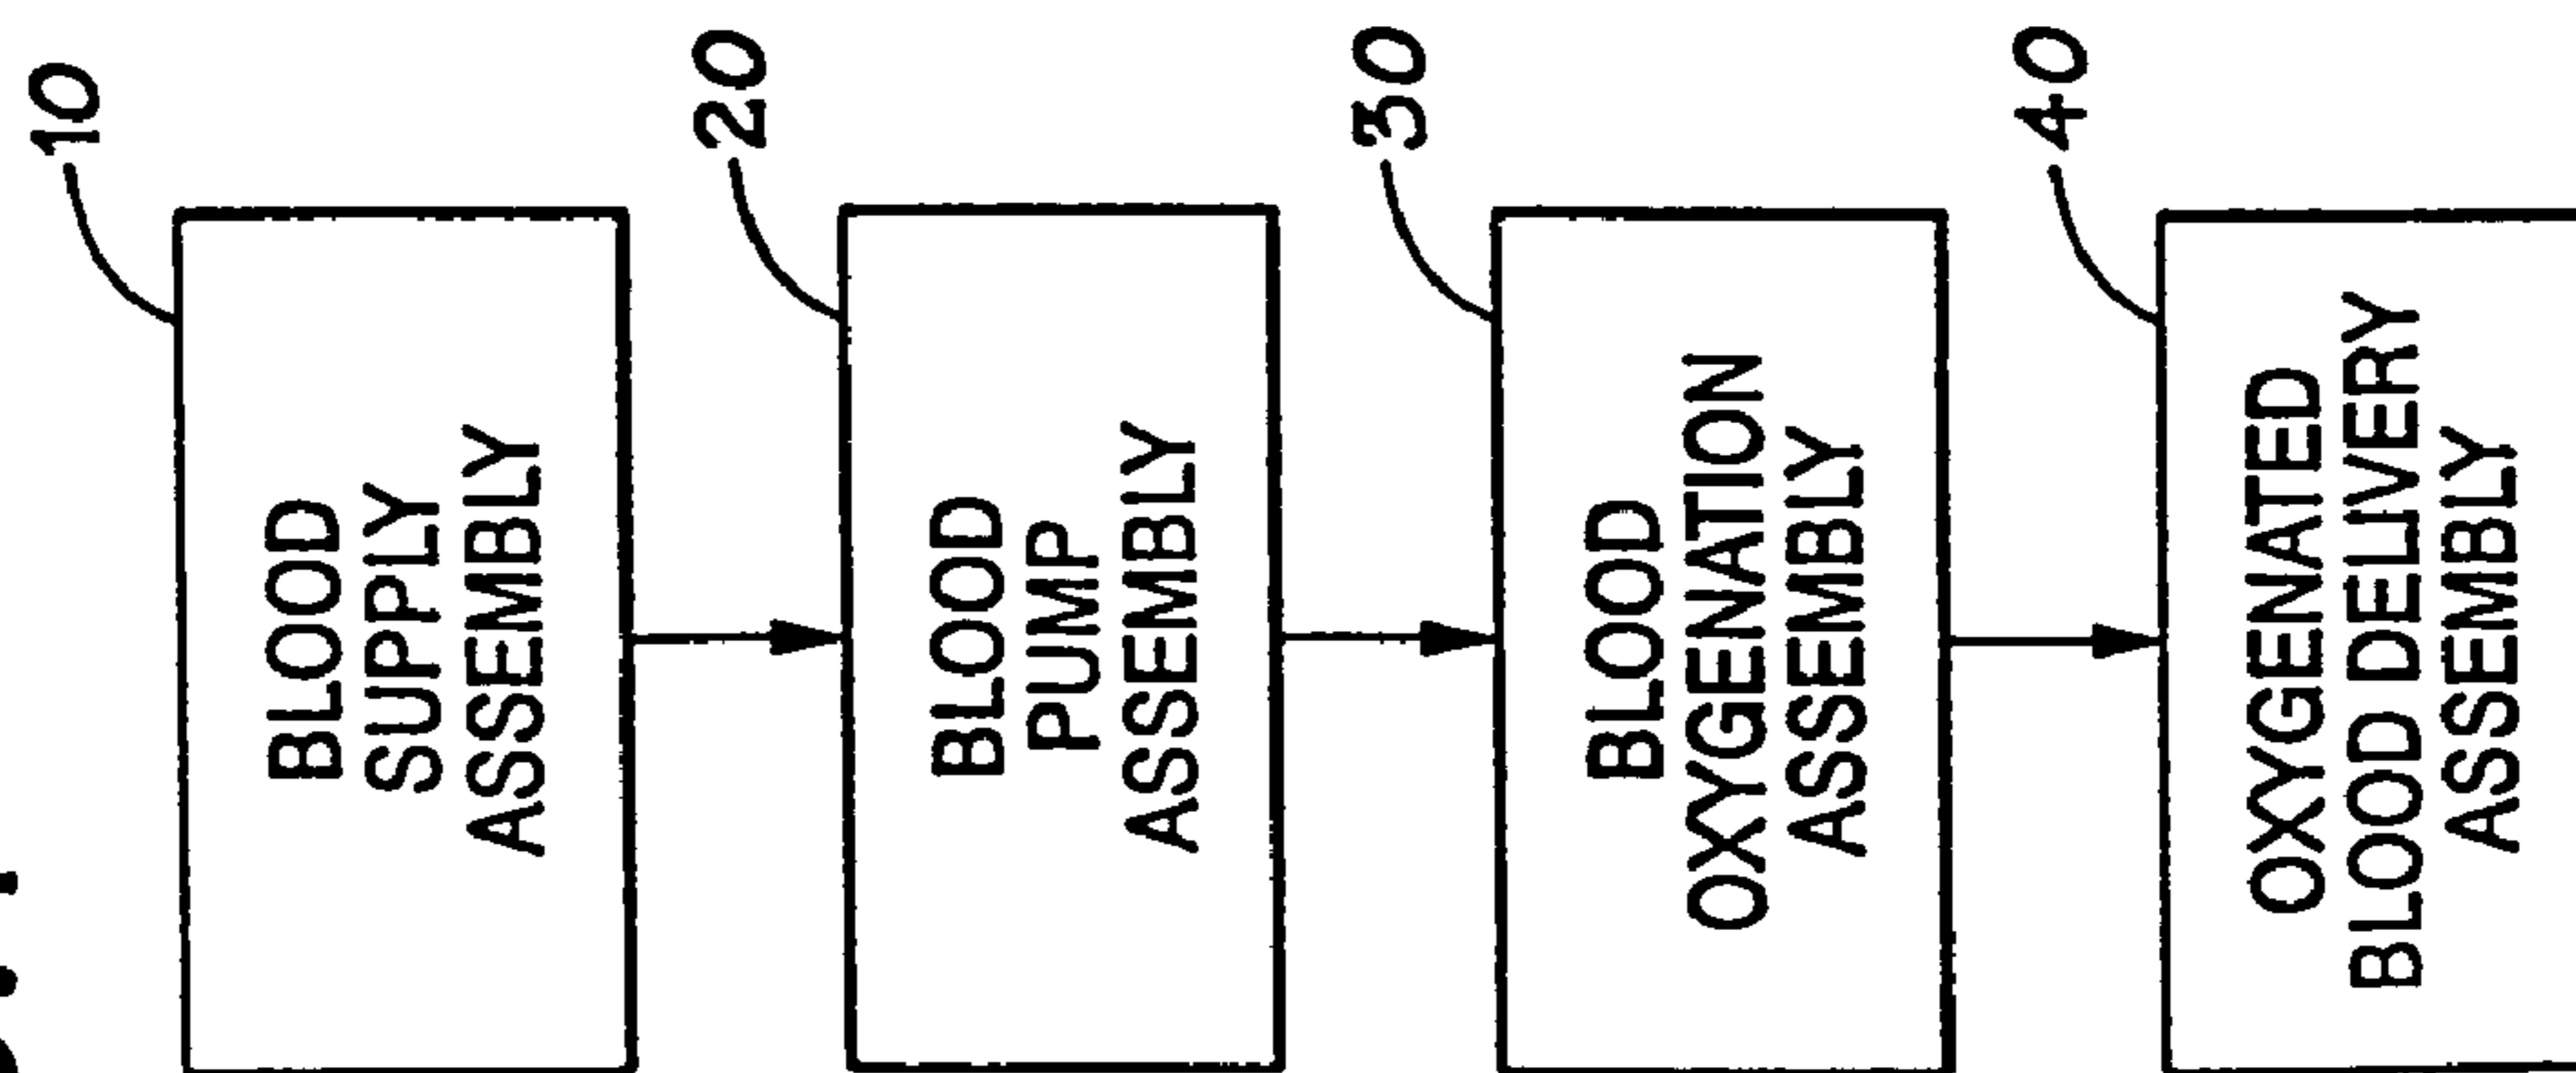 10
BLOOD
SUPPLY
ASSEMBLY
20
BLOOD
PUMP
ASSEMBLY
30
BLOOD
OXYGENATION
ASSEMBLY
40
OXYGENATED
BLOOD DELIVERY
ASSEMBLY